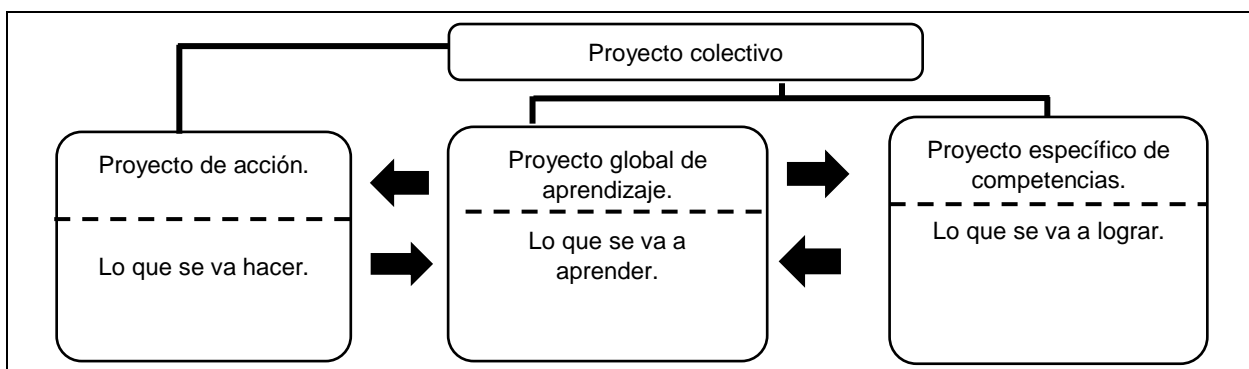 Proyecto colectivo
Proyecto de acción.
Lo que se va hacer.
Proyecto global de
aprendizaje.
Lo que se va a
aprender.
Proyecto específico de
competencias.
Lo que se va a lograr.